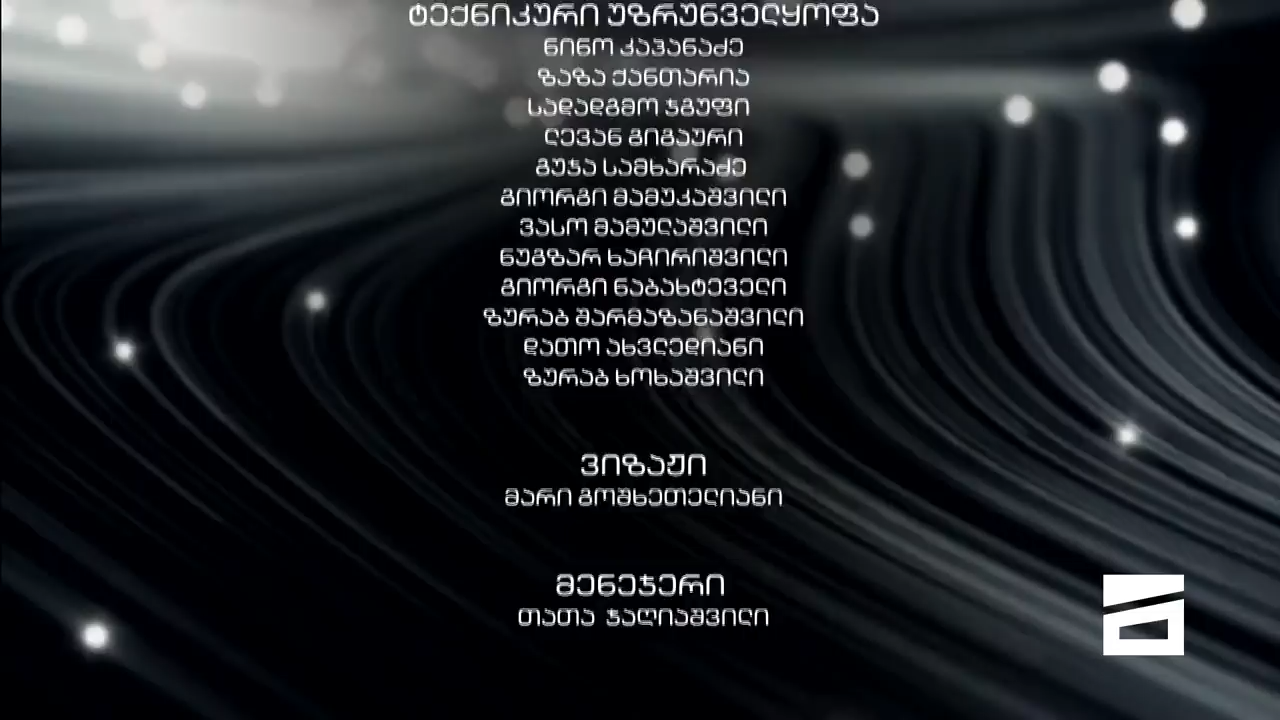 ტექნიკური უზრუნველყოფა
ნინო კაპანაძე
ზაზა ქანთარია
სადადგმო ჯგუფი
ლევან გიგაური
გუჯა სამხარაძე
გიორგი მამუკაშვილი
ვასო მამულაშვილი
ნუგზარ ხაჩირიშვილი
გიორგი ნაბახტეველი
ზურაბ შარმაზანაშვილი
დათო ახვლედიანი
ზურაბ ხოხაშვილი
ვიზაჟი
მარი გოშხეთელიანი
მენეჯერი
თათა ჯალიაშვილი